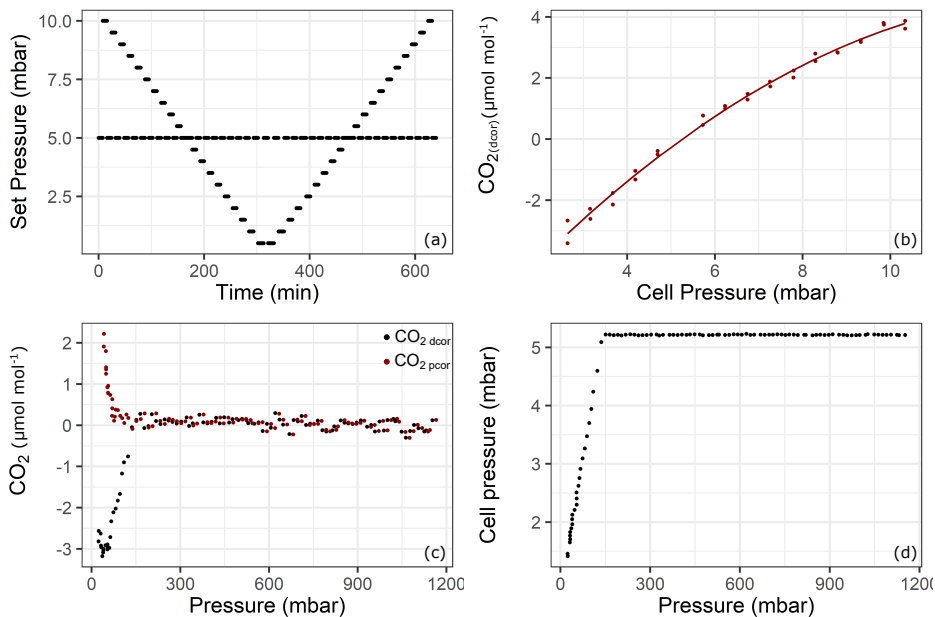 Set Pressure (mbar)
10.0
7.5
5.0
2.5
0
200
400
600
Time (min)
(a)
CO2(dcor) (μmol mol-1)
4
2
0
-2
4
6
8
10
Cell Pressure (mbar)
(b)
CO2 (μmol mol-1)
2
1
0
-1
-2
-3
0
300
600
900
1200
Pressure (mbar)
CO2 dcor
CO2 pcor
(c)
Cell pressure (mbar)
5
4
3
2
0
300
600
900
1200
Pressure (mbar)
(d)